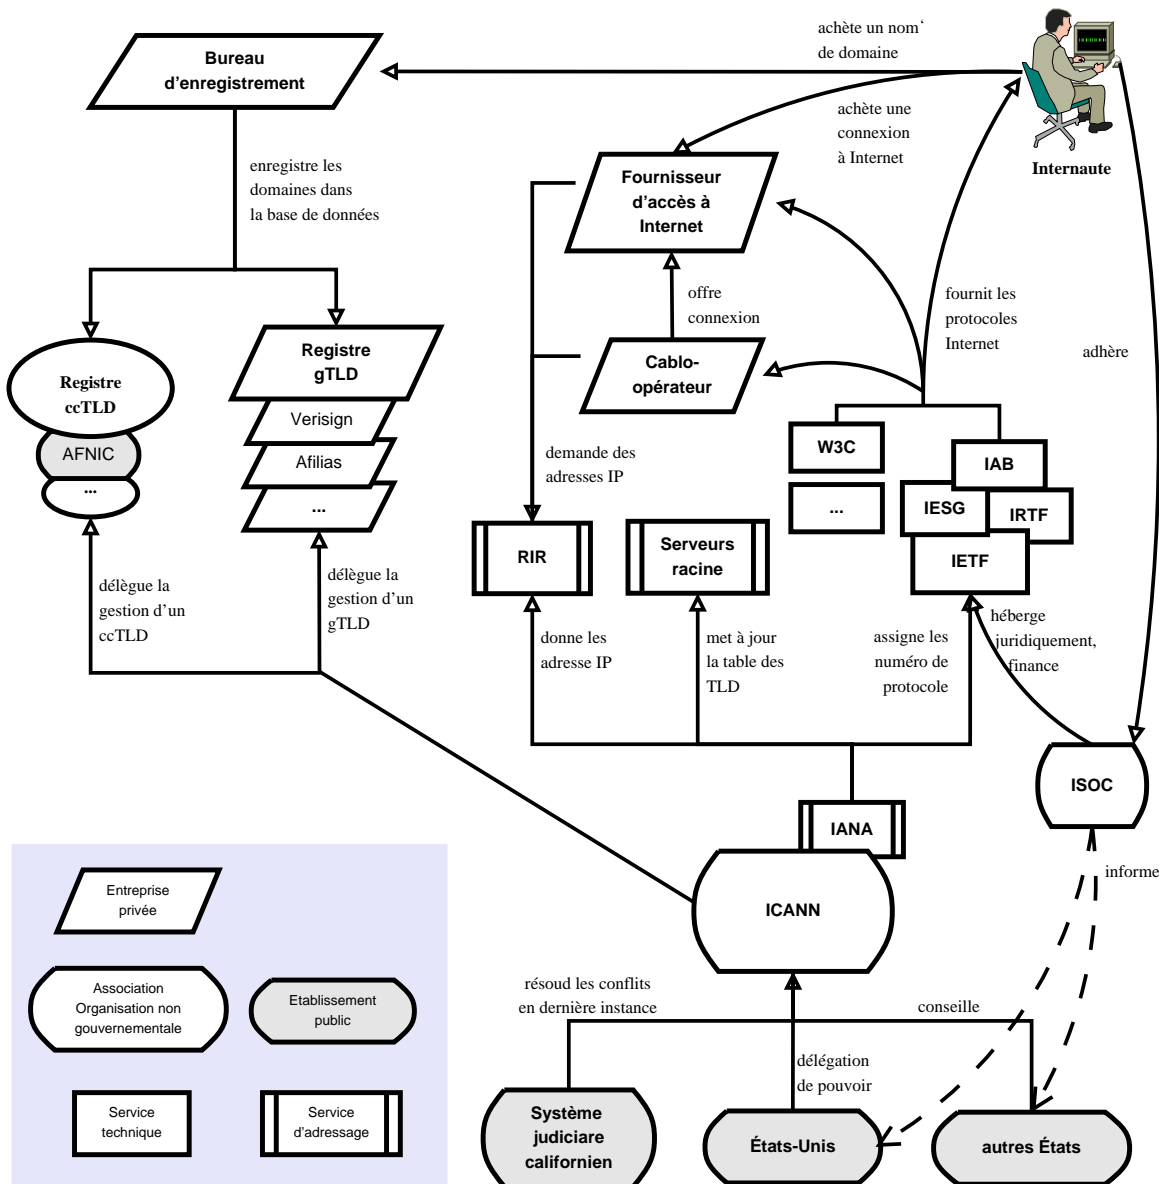 achète un nom‘
de domaine
Bureau
d’enregistrement
achète une
connexion
à Internet
Internaute
enregistre les
domaines dans
la base de données
Fournisseur
d’accès à
Internet
offre
connexion
fournit les
protocoles
Internet
adhère
Registre
ccTLD
AFNIC
...
Registre
gTLD
Verisign
Afilias
...
Cablo-
opérateur
demande des
adresses IP
W3C
...
IAB
IESG
IRTF
IETF
RIR
Serveurs
racine
délègue la
gestion d’un
ccTLD
délègue la
gestion d’un
gTLD
donne les
adresse IP
met à jour
la table des
TLD
assigne les
numéro de
protocole
héberge
juridiquement,
finance
ISOC
IANA
ICANN
informe
résoud les conflits
en dernière instance
conseille
délégation
de pouvoir
Système
judiciare
californien
États-Unis
autres États
Entreprise
privée
Association
Organisation non
gouvernementale
Etablissement
public
Service
technique
Service
d’adressage